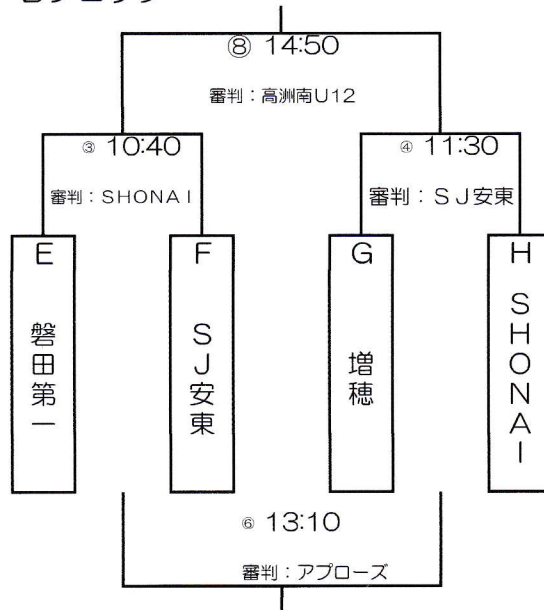 ⑧ 14:50
審判：高洲南U12
③ 10:40
審判：SHONAI
④ 11:30
審判：SJ安東
E 磐田第一
F SJ安東
G 増穂
H SHONAI
⑥ 13:10
審判：アプローズ